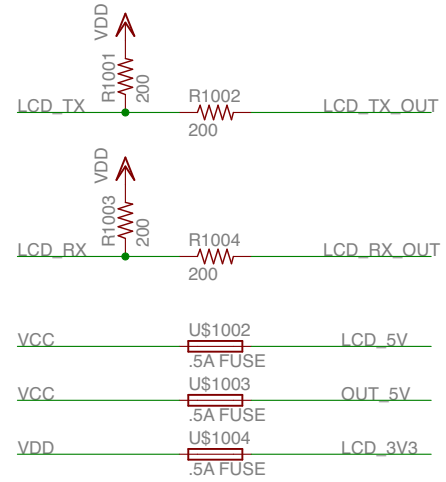 VDD
R1001
200
LCD_TX
R1002
200
LCD_TX_OUT
VDD
R1003
200
LCD_RX
R1004
200
LCD_RX_OUT
VCC
U$1002
.5A FUSE
LCD_5V
VCC
U$1003
.5A FUSE
OUT_5V
VDD
U$1004
.5A FUSE
LCD_3V3